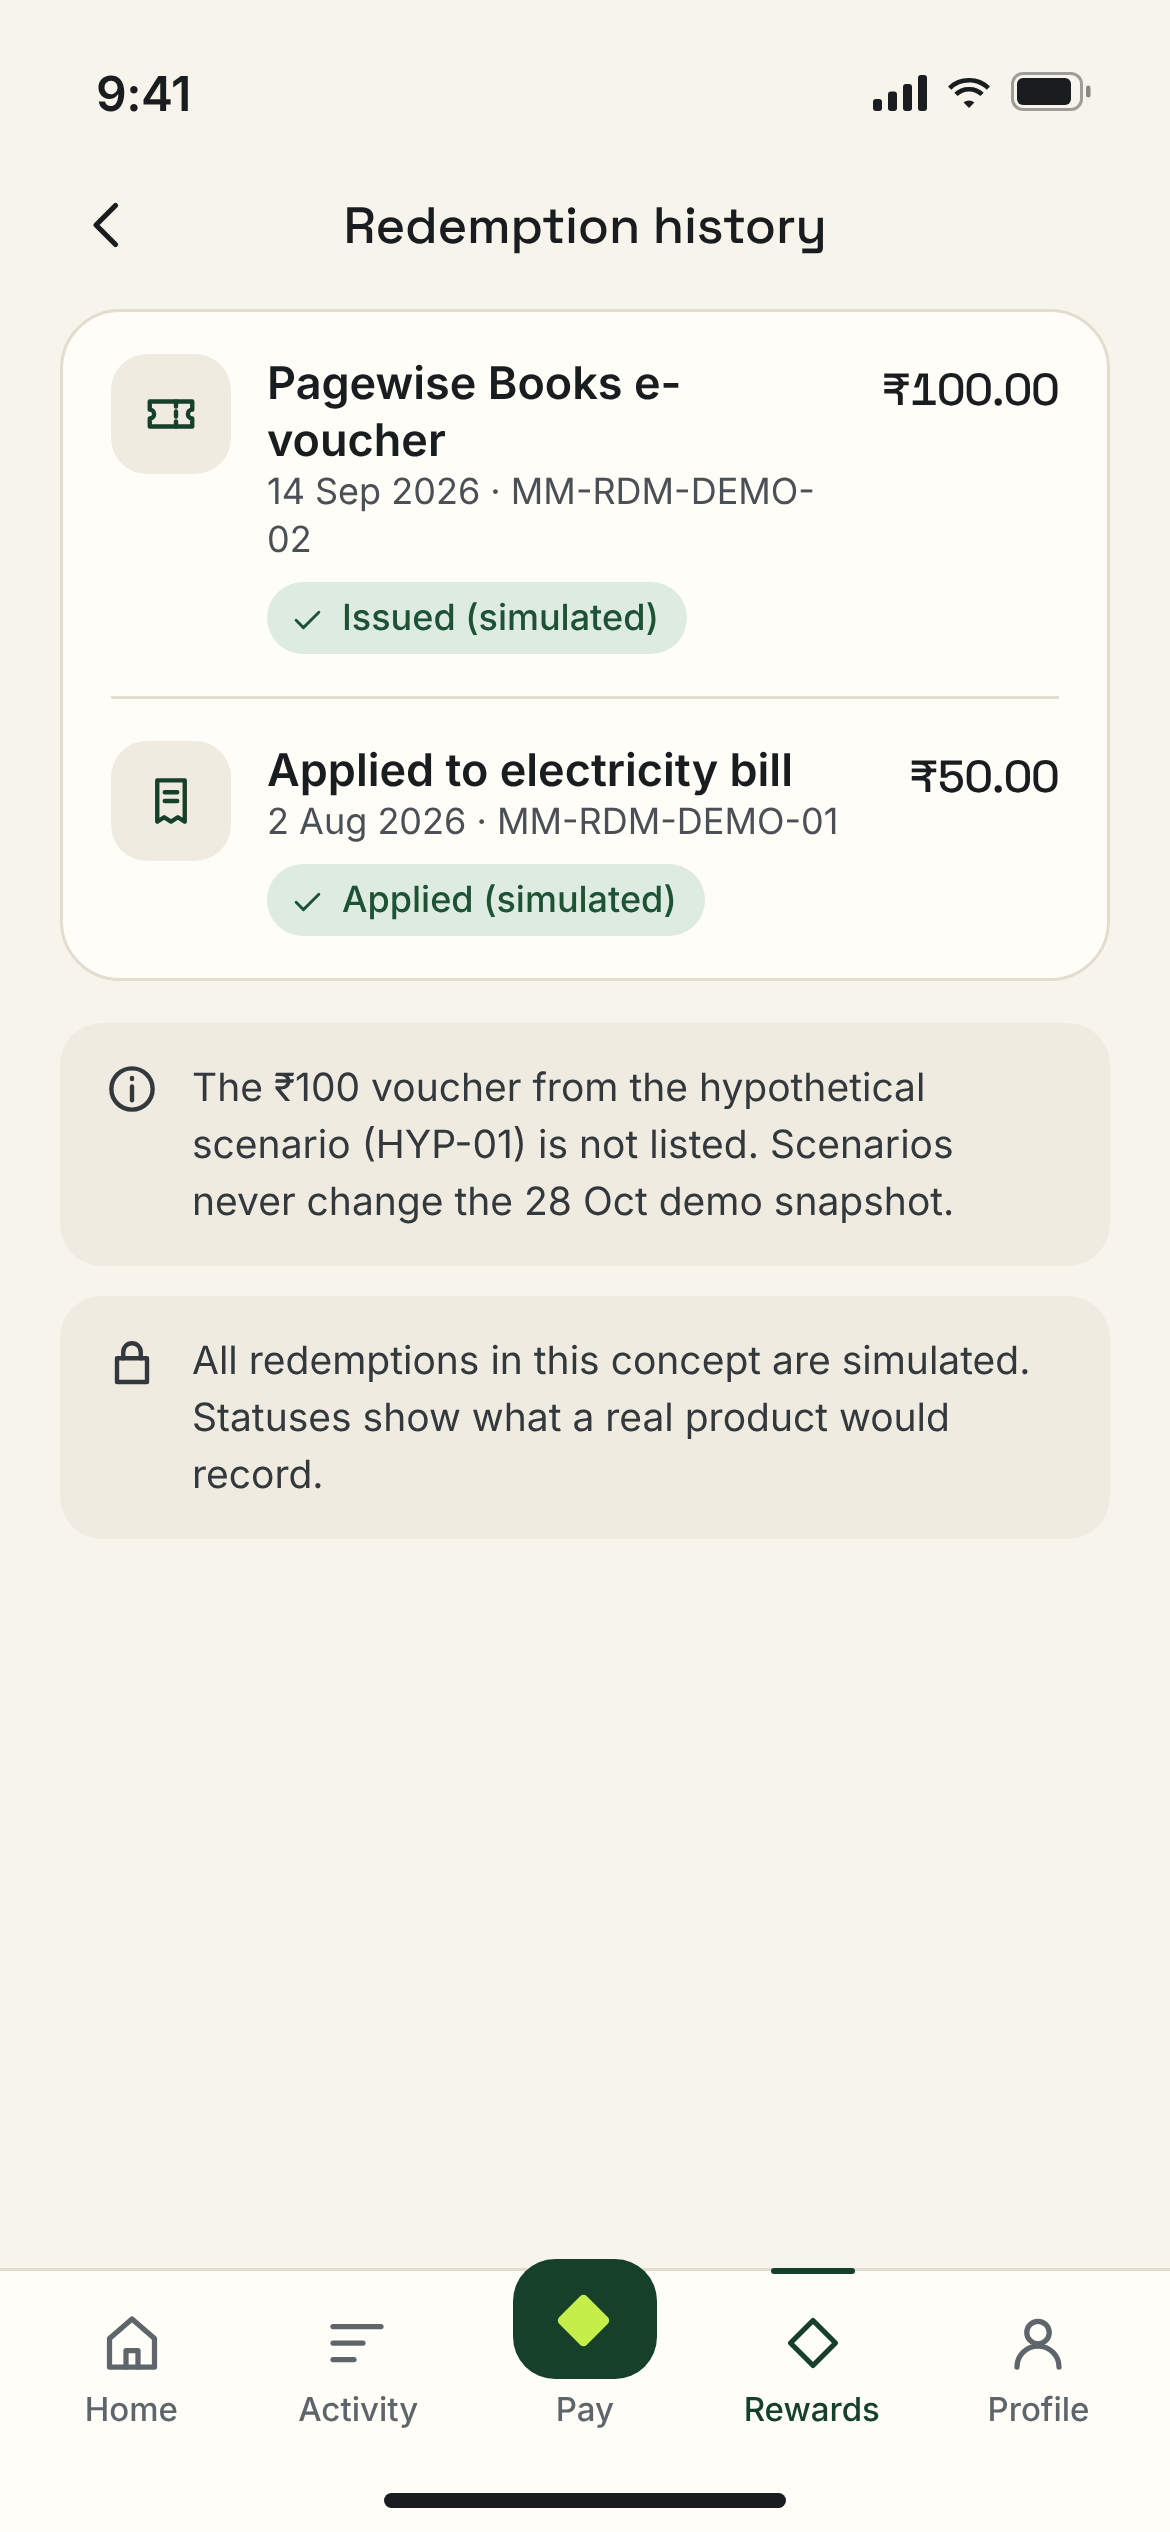 9:41
Redemption history
Pagewise Books e-
voucher
₹100.00
14 Sep 2026 · MM-RDM-DEMO-
02
Issued (simulated)
Applied to electricity bill
₹50.00
2 Aug 2026 · MM-RDM-DEMO-01
Applied (simulated)
The ₹100 voucher from the hypothetical
scenario (HYP-01) is not listed. Scenarios
never change the 28 Oct demo snapshot.
All redemptions in this concept are simulated.
Statuses show what a real product would
record.
Home
Activity
Pay
Rewards
Profile